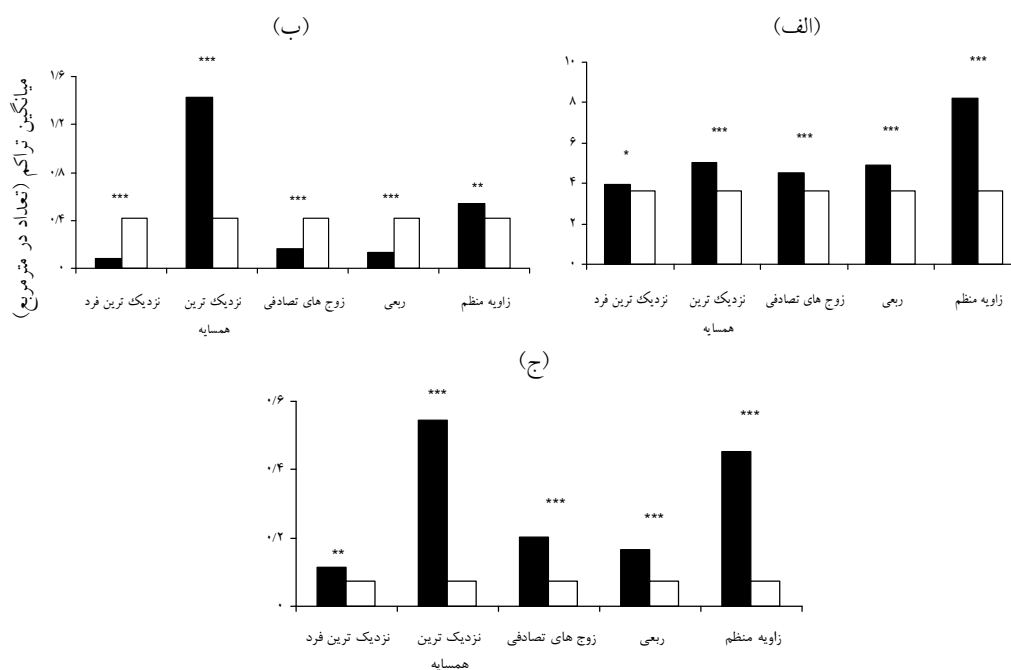 (الف)
۱۰
۸
۶
۴
۲
۰
*
***
***
***
***
نزدیک ترین فرد
نزدیک ترین
همسایه
زوج های تصادفی
ربعی
زاویه منظم
(ب)
میانگین تراکم (تعداد در مترمربع)
۱/۶
۱/۲
۰/۸
۰/۴
۰
***
***
***
***
**
نزدیک ترین فرد
نزدیک ترین
همسایه
زوج های تصادفی
ربعی
زاویه منظم
(ج)
۰/۶
۰/۴
۰/۲
۰
**
***
***
***
***
نزدیک ترین فرد
نزدیک ترین
همسایه
زوج های تصادفی
ربعی
زاویه منظم